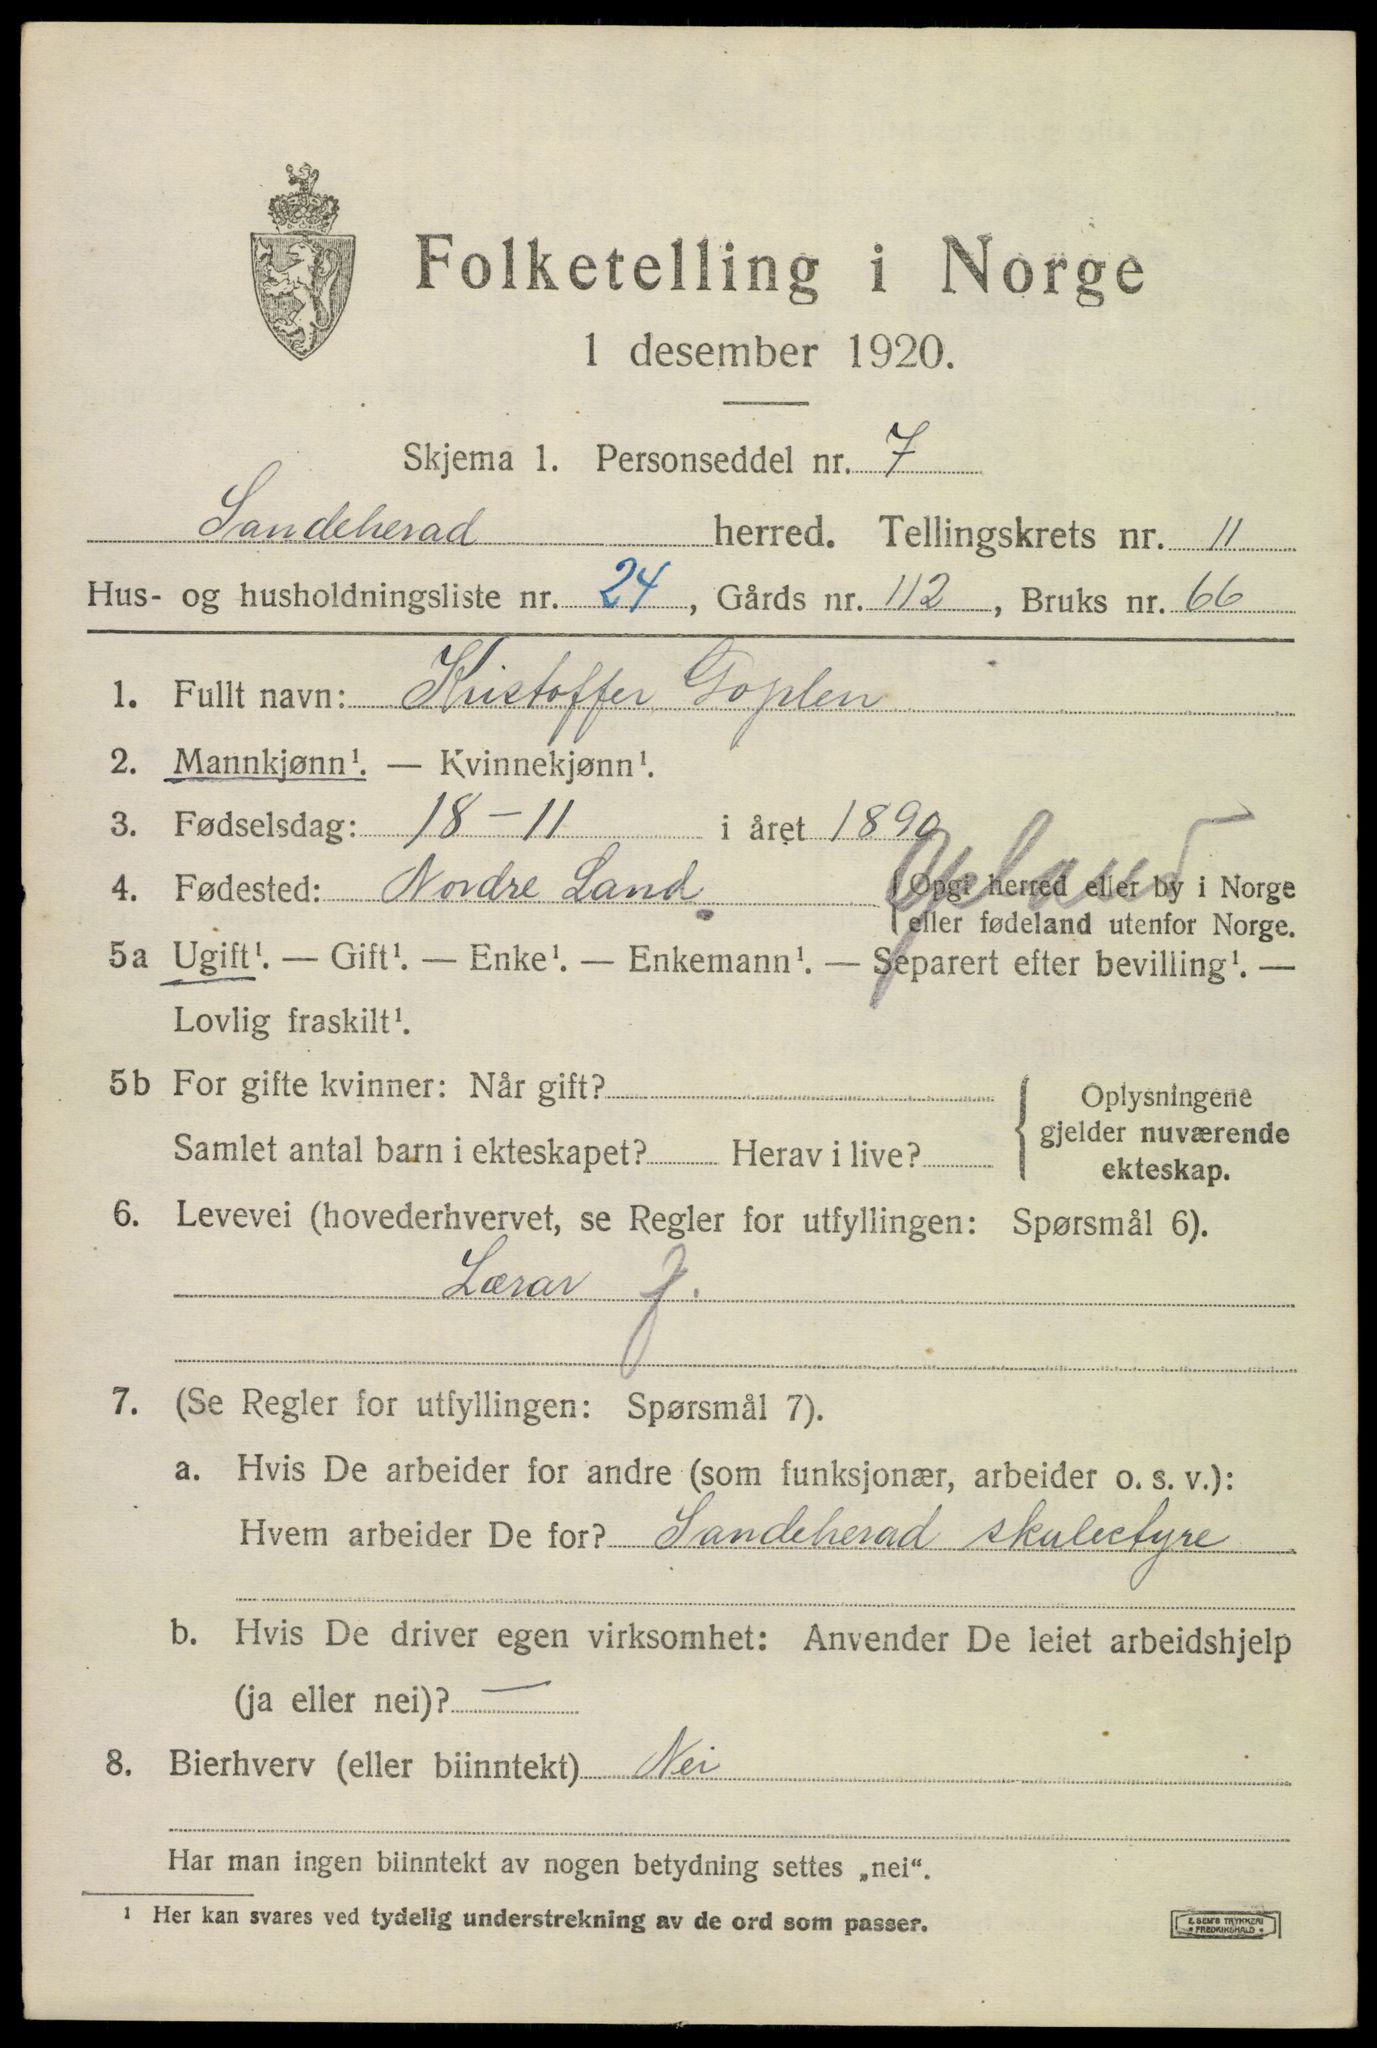 Folketelling i Norge
1 desember 1920.
Skjema 1. Personseddel nr. 7
Sandeherad herred. Tellingskrets nr. 11
Hus- og husholdningsliste nr. 24, Gårds nr. 112, Bruks nr. 66
1. Fullt navn: Kristoffer Goplen
2. Mannkjønn¹. — Kvinnekjønn¹.
3. Fødselsdag: 18-11 i året 1890
Opland
4. Fødested: Nordre Land. Opgi herred eller by i Norge
eller fødeland utenfor Norge.
5a Ugift¹. — Gift¹. — Enke¹. — Enkemann¹. — Separert efter bevilling¹. —
Lovlig fraskilt¹.
5b For gifte kvinner: Når gift?
Samlet antal barn i ekteskapet? Herav i live?
Oplysningene
gjelder nuværende
ekteskap.
6. Levevei (hovederhvervet, se Regler for utfyllingen: Spørsmål 6).
Lærar f.
7. (Se Regler for utfyllingen: Spørsmål 7).
a. Hvis De arbeider for andre (som funksjonær, arbeider o. s. v.):
Hvem arbeider De for? Sandeherad skulestyre
b. Hvis De driver egen virksomhet: Anvender De leiet arbeidshjelp
(ja eller nei)? —
8. Bierhverv (eller biinntekt) Nei
Har man ingen biinntekt av nogen betydning settes „nei“.
¹ Her kan svares ved tydelig understrekning av de ord som passer.
E. SEM'S TRYKKERI
• FREDRIKSHALD •